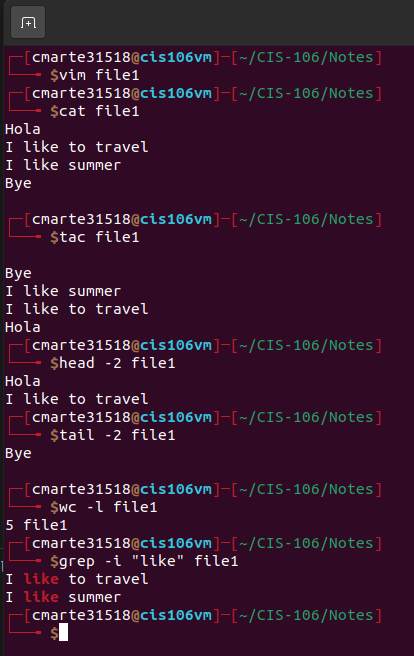 [cmarte31518@cis106vm]-[~/CIS-106/Notes]
$vim file1
[cmarte31518@cis106vm]-[~/CIS-106/Notes]
$cat file1
Hola
I like to travel
I like summer
Bye

[cmarte31518@cis106vm]-[~/CIS-106/Notes]
$tac file1

Bye
I like summer
I like to travel
Hola
[cmarte31518@cis106vm]-[~/CIS-106/Notes]
$head -2 file1
Hola
I like to travel
[cmarte31518@cis106vm]-[~/CIS-106/Notes]
$tail -2 file1
Bye

[cmarte31518@cis106vm]-[~/CIS-106/Notes]
$wc -l file1
5 file1
[cmarte31518@cis106vm]-[~/CIS-106/Notes]
$grep -i "like" file1
I like to travel
I like summer
[cmarte31518@cis106vm]-[~/CIS-106/Notes]
$